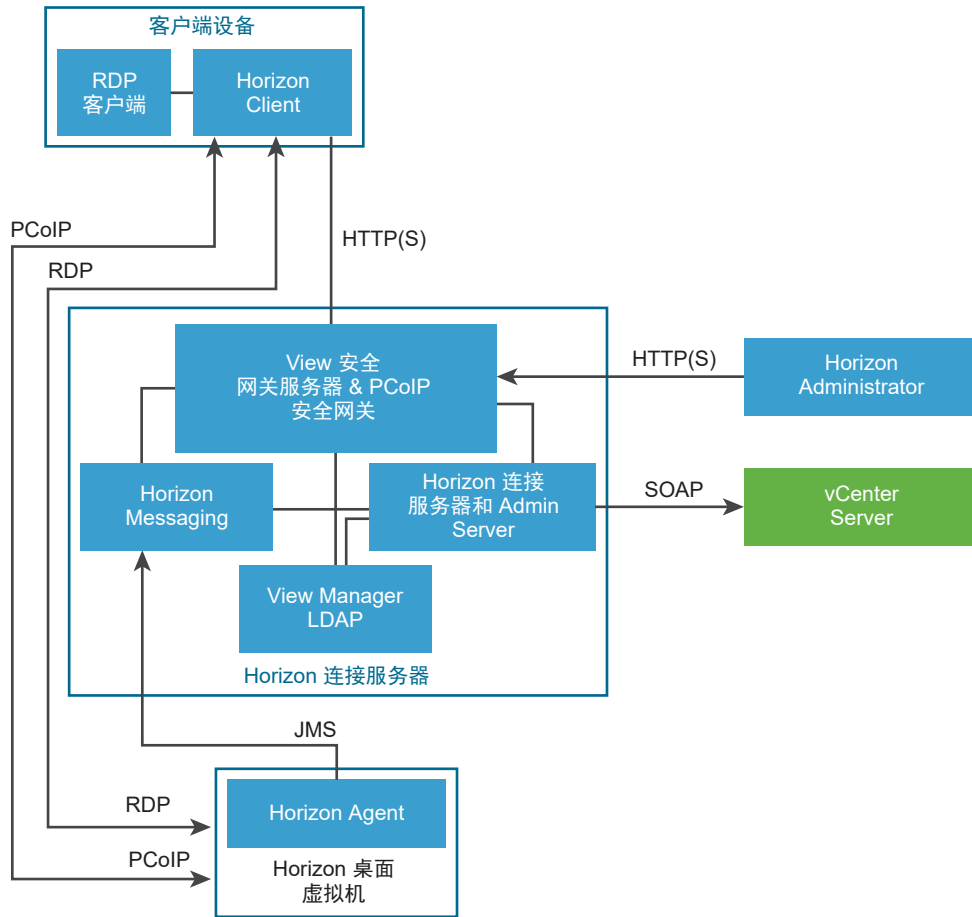 客户端设备
RDP
客户端
Horizon
Client
PCoIP
HTTP(S)
RDP
View 安全
网关服务器 & PCoIP
安全网关
HTTP(S)
Horizon
Administrator
Horizon
Messaging
Horizon 连接
服务器和 Admin
Server
SOAP
vCenter
Server
View Manager
LDAP
Horizon 连接服务器
JMS
RDP
Horizon Agent
PCoIP
Horizon 桌面
虚拟机